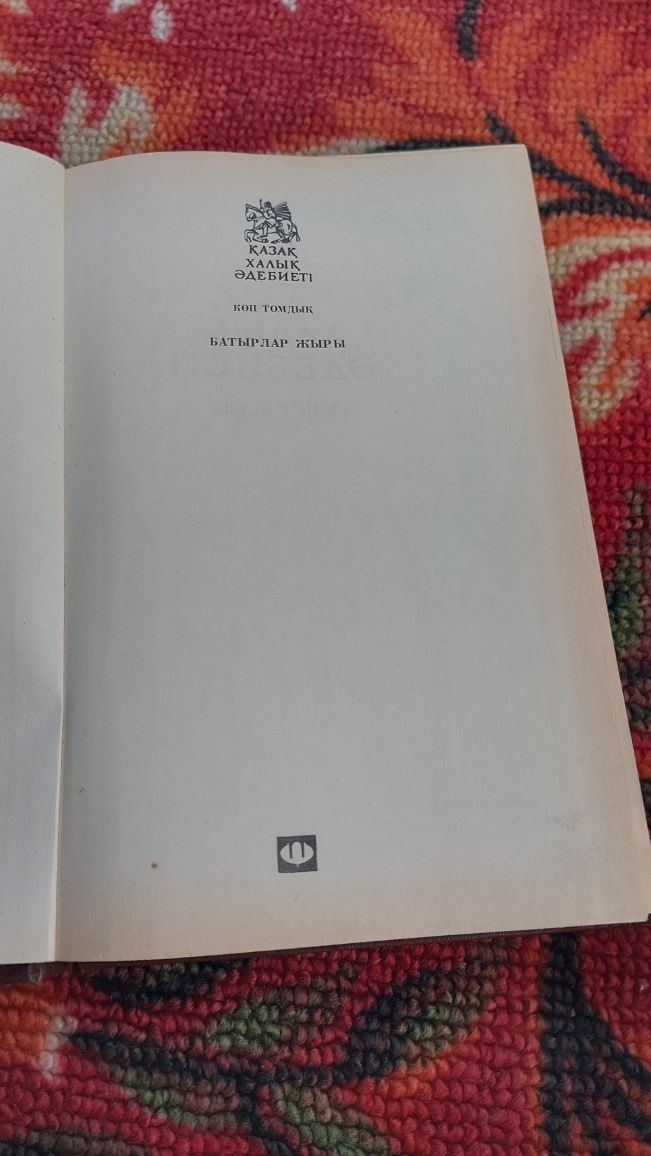 ҚАЗАҚ
ХАЛЫҚ
ӘДЕБИЕТІ
КӨП ТОМДЫҚ
БАТЫРЛАР ЖЫРЫ